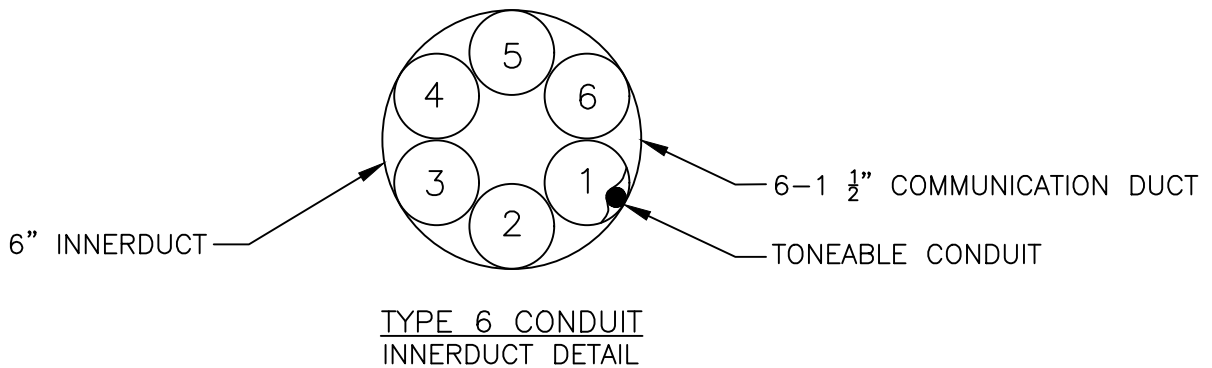 5
4
6
3
1
2
6-1 ½" COMMUNICATION DUCT
6" INNERDUCT
TONEABLE CONDUIT
TYPE 6 CONDUIT
INNERDUCT DETAIL